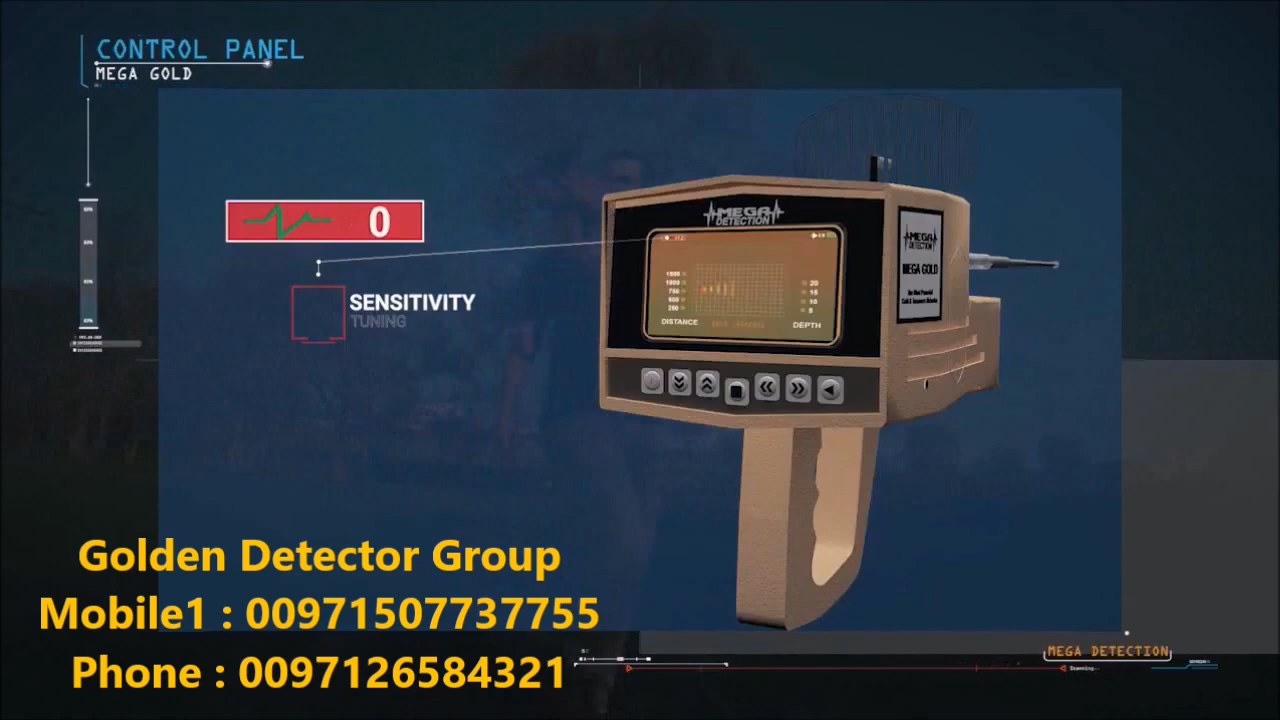 CONTROL PANEL
MEGA GOLD
0
SENSITIVITY
TUNING
MEGA
DETECTION
1000
750
500
250
20
15
10
5
DISTANCE
DEPTH
MEGA
DETECTION
MEGA GOLD
Golden Detector Group
Mobile1 : 00971507737755
Phone : 0097126584321
MEGA DETECTION
Scanning...